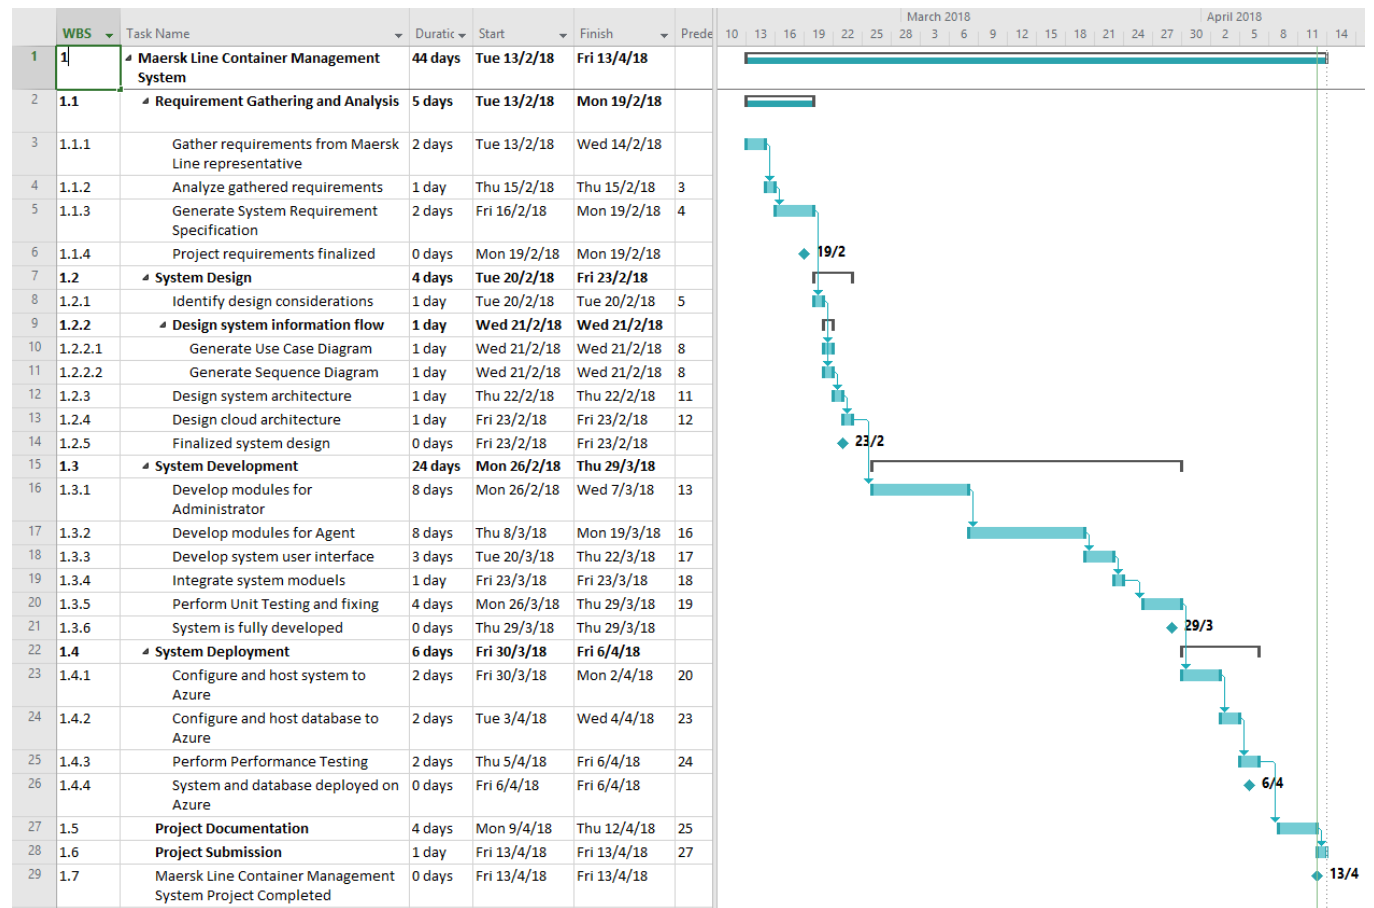 March 2018 April 2018
WBS Task Name Duratic Start Finish Prede 10 13 16 19 22 25 28 3 6 9 12 15 18 21 24 27 30 2 5 8 11 14
1 1 Maersk Line Container Management 44 days Tue 13/2/18 Fri 13/4/18
System
2 1.1 Requirement Gathering and Analysis 5 days Tue 13/2/18 Mon 19/2/18
3 1.1.1 Gather requirements from Maersk 2 days Tue 13/2/18 Wed 14/2/18
Line representative
4 1.1.2 Analyze gathered requirements 1 day Thu 15/2/18 Thu 15/2/18 3
5 1.1.3 Generate System Requirement 2 days Fri 16/2/18 Mon 19/2/18 4
Specification
6 1.1.4 Project requirements finalized 0 days Mon 19/2/18 Mon 19/2/18 19/2
7 1.2 System Design 4 days Tue 20/2/18 Fri 23/2/18
8 1.2.1 Identify design considerations 1 day Tue 20/2/18 Tue 20/2/18 5
9 1.2.2 Design system information flow 1 day Wed 21/2/18 Wed 21/2/18
10 1.2.2.1 Generate Use Case Diagram 1 day Wed 21/2/18 Wed 21/2/18 8
11 1.2.2.2 Generate Sequence Diagram 1 day Wed 21/2/18 Wed 21/2/18 8
12 1.2.3 Design system architecture 1 day Thu 22/2/18 Thu 22/2/18 11
13 1.2.4 Design cloud architecture 1 day Fri 23/2/18 Fri 23/2/18 12
14 1.2.5 Finalized system design 0 days Fri 23/2/18 Fri 23/2/18 23/2
15 1.3 System Development 24 days Mon 26/2/18 Thu 29/3/18
16 1.3.1 Develop modules for 8 days Mon 26/2/18 Wed 7/3/18 13
Administrator
17 1.3.2 Develop modules for Agent 8 days Thu 8/3/18 Mon 19/3/18 16
18 1.3.3 Develop system user interface 3 days Tue 20/3/18 Thu 22/3/18 17
19 1.3.4 Integrate system moduels 1 day Fri 23/3/18 Fri 23/3/18 18
20 1.3.5 Perform Unit Testing and fixing 4 days Mon 26/3/18 Thu 29/3/18 19
21 1.3.6 System is fully developed 0 days Thu 29/3/18 Thu 29/3/18 29/3
22 1.4 System Deployment 6 days Fri 30/3/18 Fri 6/4/18
23 1.4.1 Configure and host system to 2 days Fri 30/3/18 Mon 2/4/18 20
Azure
24 1.4.2 Configure and host database to 2 days Tue 3/4/18 Wed 4/4/18 23
Azure
25 1.4.3 Perform Performance Testing 2 days Thu 5/4/18 Fri 6/4/18 24
26 1.4.4 System and database deployed on 0 days Fri 6/4/18 Fri 6/4/18 6/4
Azure
27 1.5 Project Documentation 4 days Mon 9/4/18 Thu 12/4/18 25
28 1.6 Project Submission 1 day Fri 13/4/18 Fri 13/4/18 27
29 1.7 Maersk Line Container Management 0 days Fri 13/4/18 Fri 13/4/18 13/4
System Project Completed